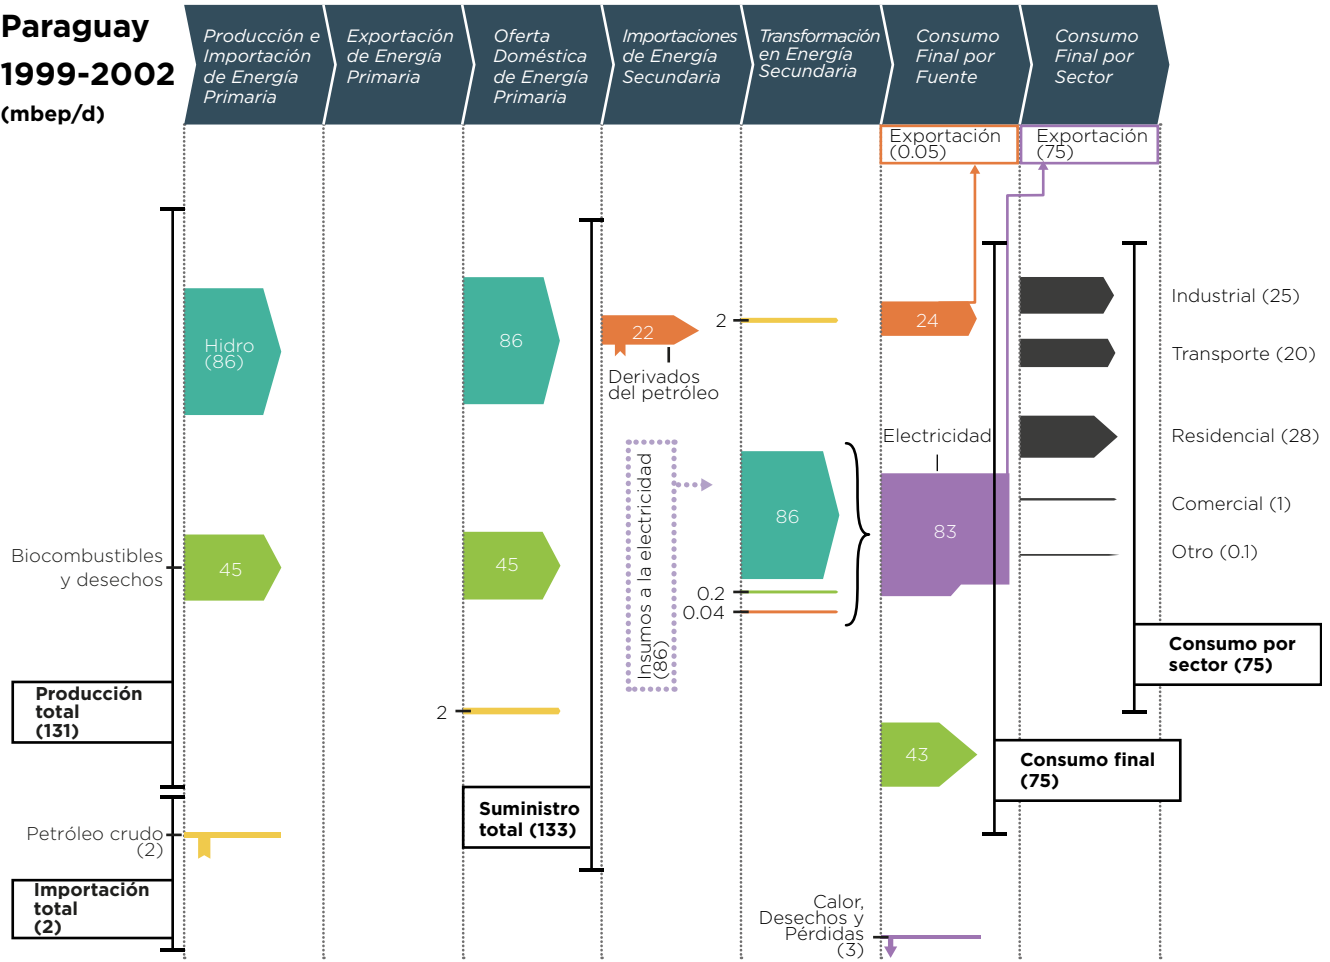 Paraguay
1999-2002
(mbep/d)
Producción e
Importación
de Energía
Primaria
Exportación
de Energía
Primaria
Oferta
Doméstica
de Energía
Primaria
Importaciones
de Energía
Secundaria
Transformación
en Energía
Secundaria
Consumo
Final por
Fuente
Consumo
Final por
Sector
Exportación
(0.05)
Exportación
(75)
Hidro
(86)
86
22
Derivados
del petróleo
2
24
Industrial (25)
Transporte (20)
Residencial (28)
Comercial (1)
Otro (0.1)
Electricidad
83
Insumos a la electricidad
(86)
86
0.2
0.04
Biocombustibles
y desechos
45
45
Consumo por
sector (75)
Producción
total
(131)
2
43
Consumo final
(75)
Suministro
total (133)
Petróleo crudo
(2)
Importación
total
(2)
Calor,
Desechos y
Pérdidas
(3)